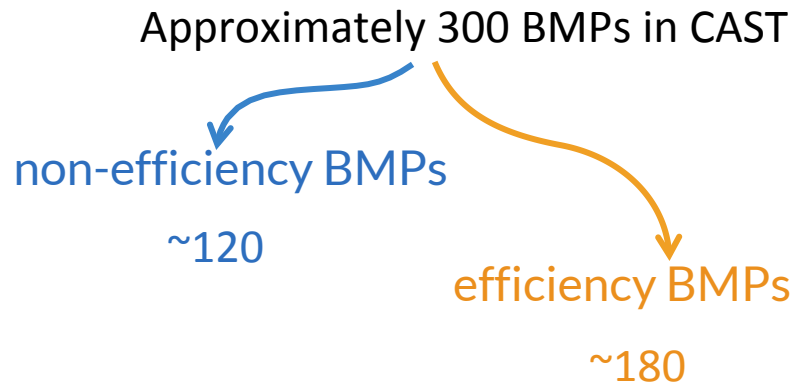 Approximately 300 BMPs in CAST
non-efficiency BMPs
~120
efficiency BMPs
~180